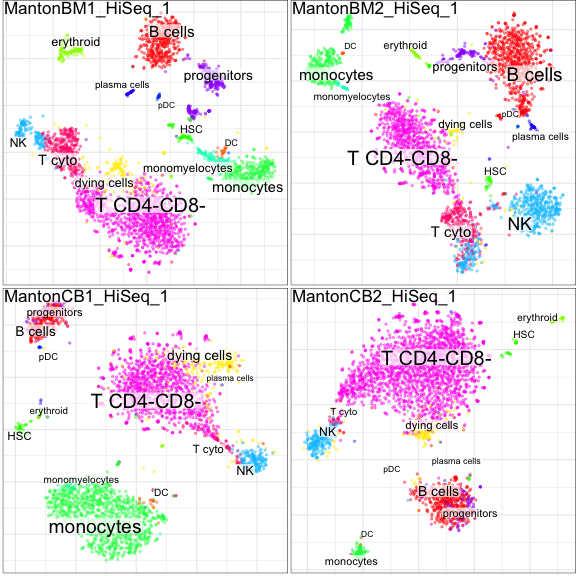 MantonBM1_HiSeq_1
erythroid
B cells
progenitors
plasma cells
pDC
HSC
NK
T cyto
DC
monomyelocytes
dying cells
monocytes
T CD4-CD8-
MantonBM2_HiSeq_1
DC
erythroid
monocytes
progenitors
B cells
monomyelocytes
pDC
dying cells
plasma cells
T CD4-CD8-
HSC
NK
T cyto
MantonCB1_HiSeq_1
progenitors
B cells
pDC
dying cells
plasma cells
T CD4-CD8-
erythroid
HSC
T cyto
NK
monomyelocytes
DC
monocytes
MantonCB2_HiSeq_1
erythroid
HSC
T CD4-CD8-
T cyto
NK
dying cells
plasma cells
pDC
B cells
progenitors
DC
monocytes